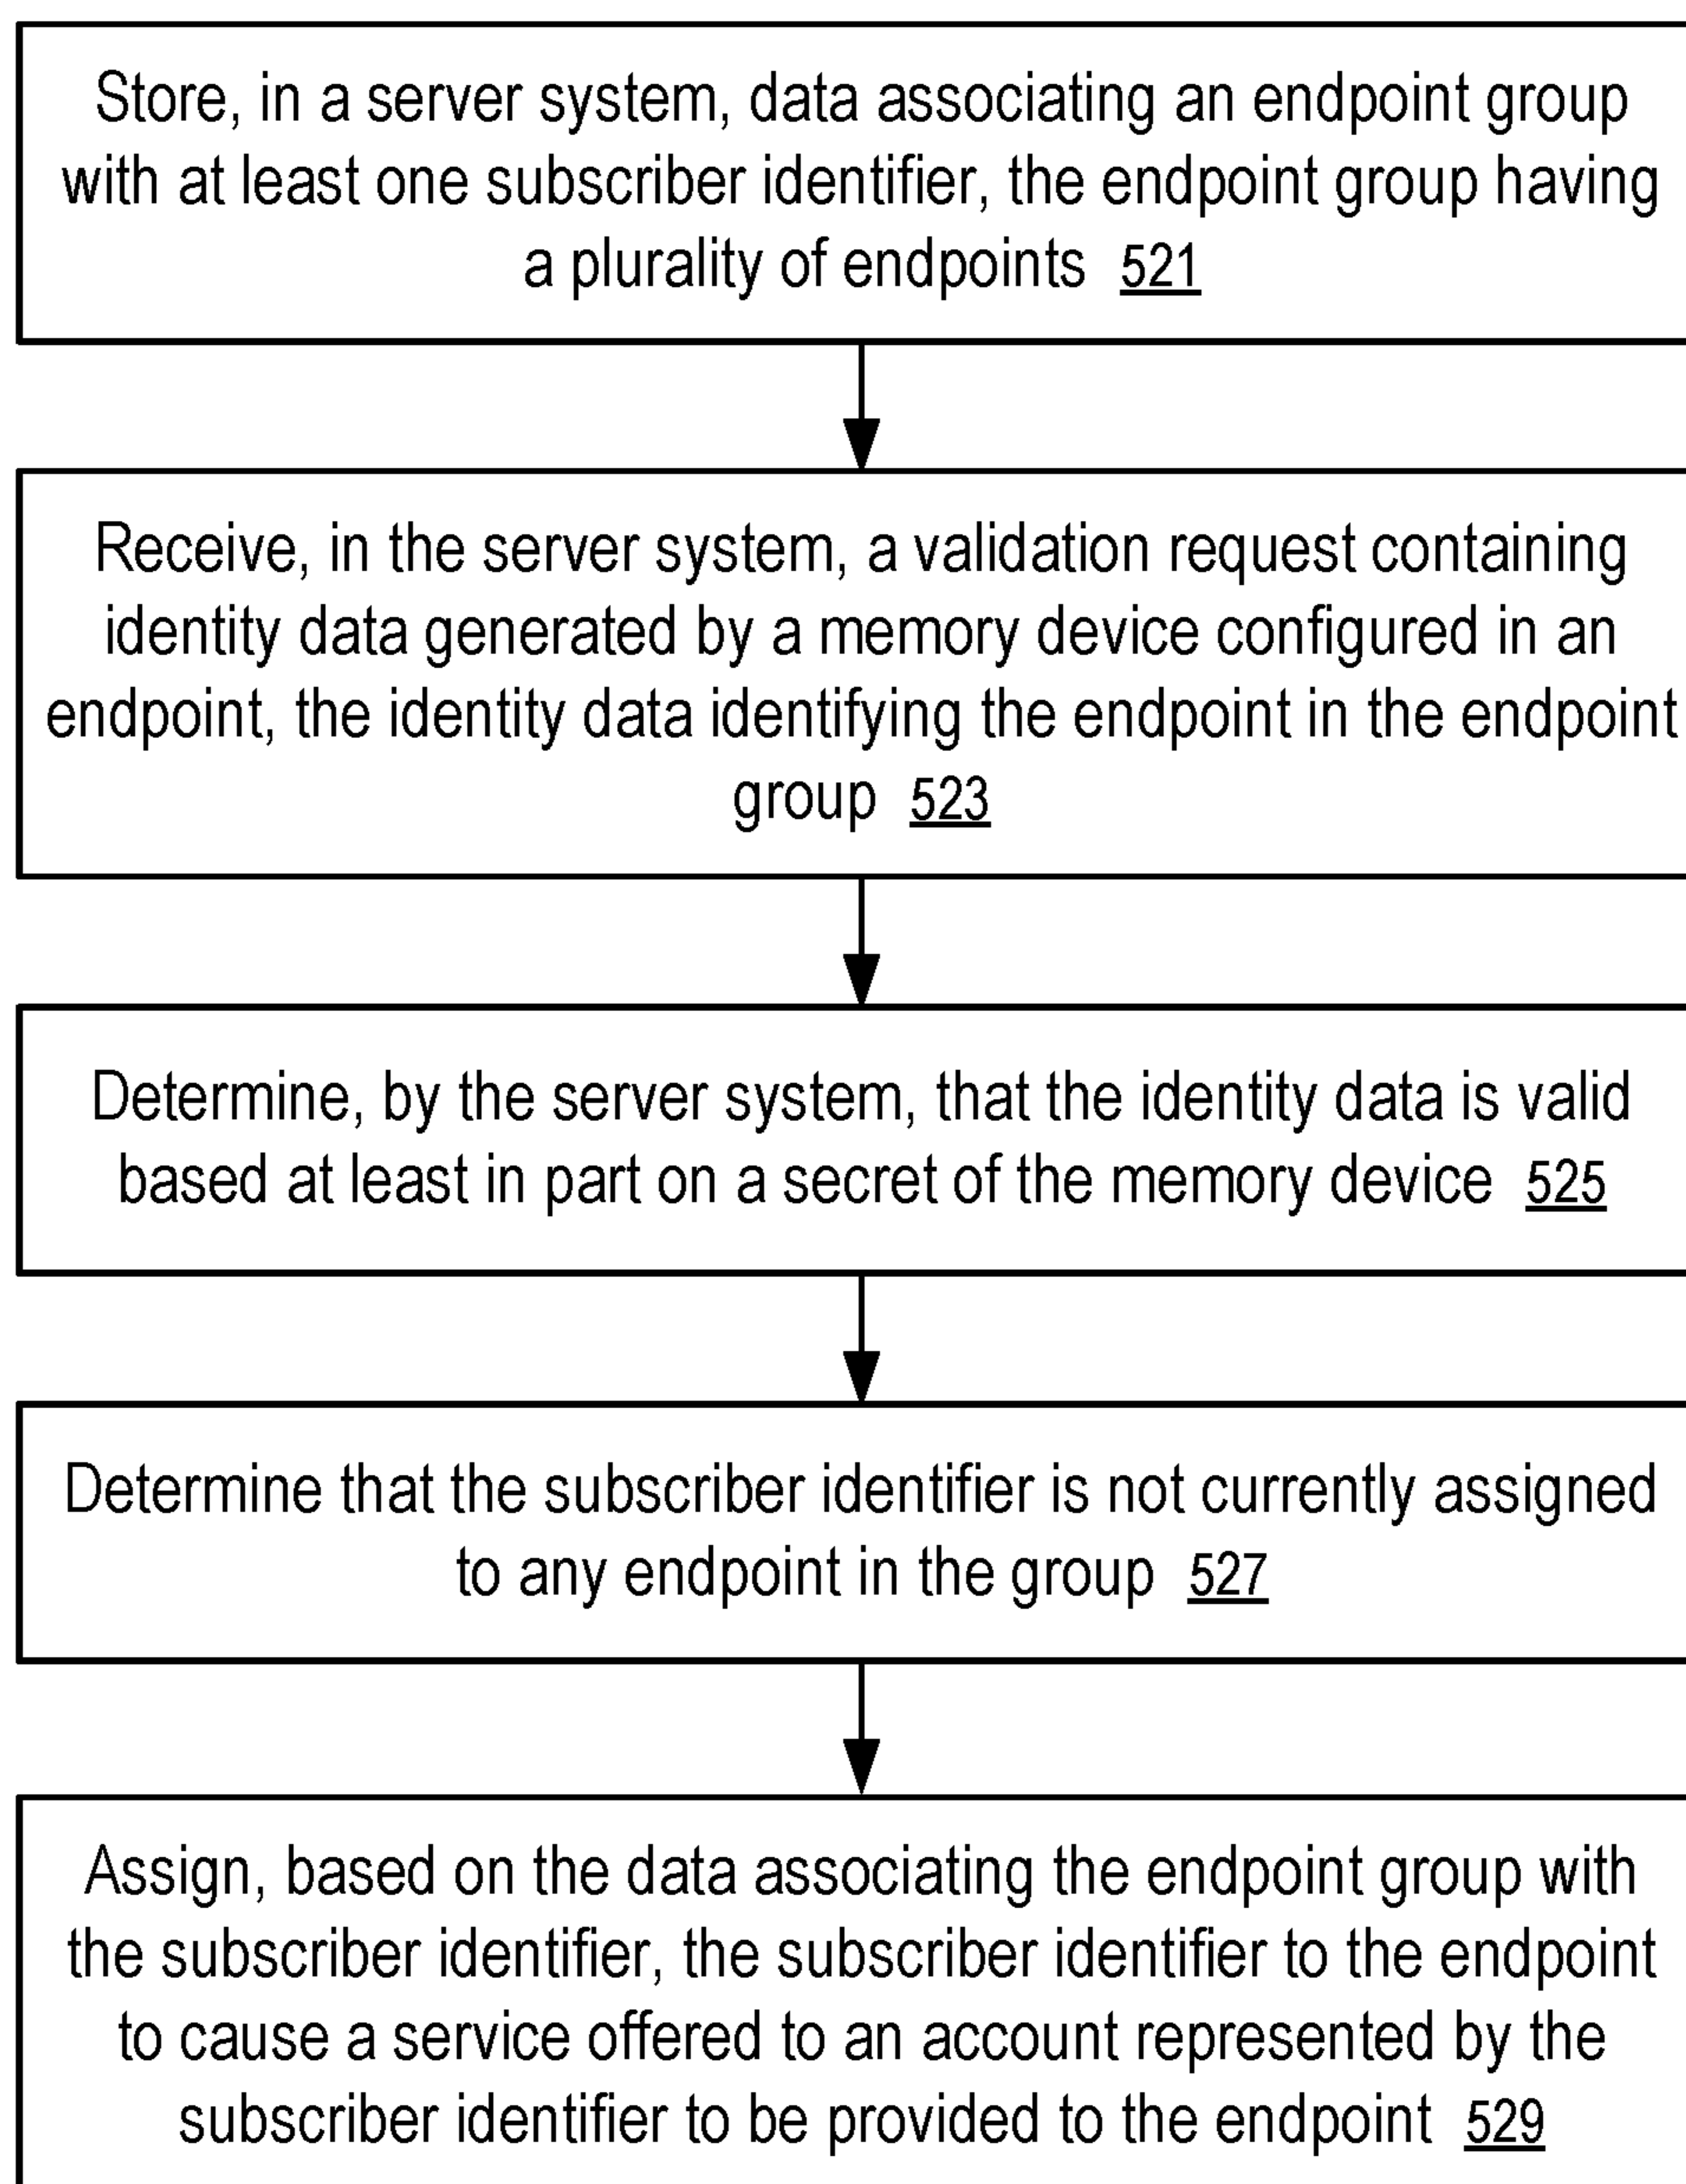 Store, in a server system, data associating an endpoint group
with at least one subscriber identifier, the endpoint group having
a plurality of endpoints 521
Receive, in the server system, a validation request containing
identity data generated by a memory device configured in an
endpoint, the identity data identifying the endpoint in the endpoint
group 523
Determine, by the server system, that the identity data is valid
based at least in part on a secret of the memory device 525
Determine that the subscriber identifier is not currently assigned
to any endpoint in the group 527
Assign, based on the data associating the endpoint group with
the subscriber identifier, the subscriber identifier to the endpoint
to cause a service offered to an account represented by the
subscriber identifier to be provided to the endpoint 529